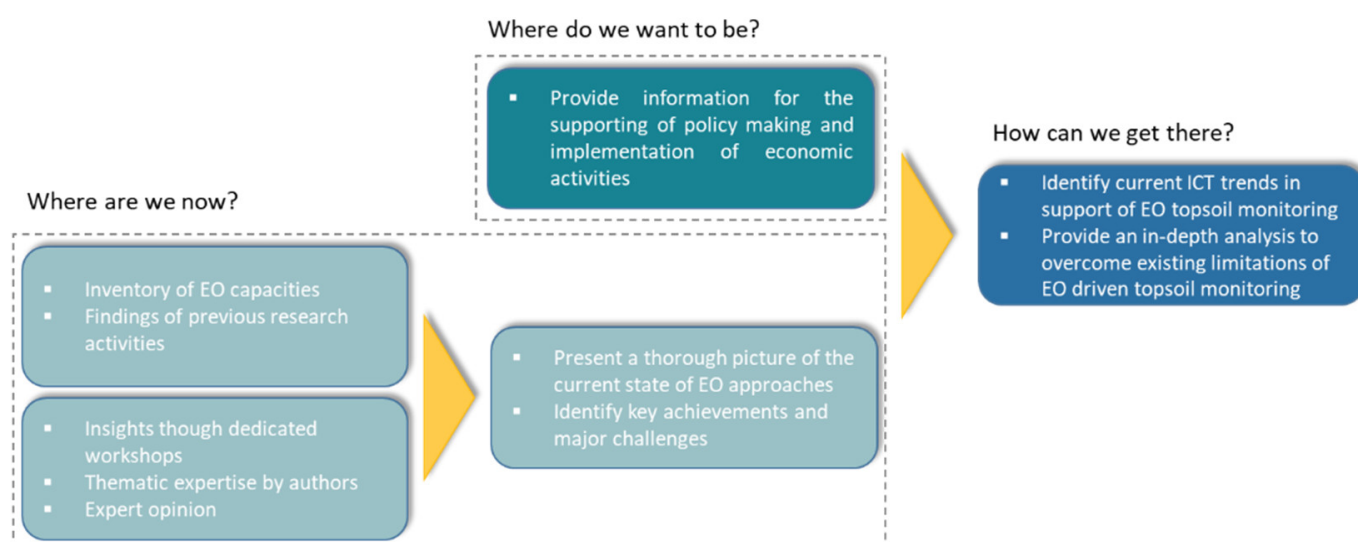 Where do we want to be?
▪ Provide information for the
supporting of policy making and
implementation of economic
activities
How can we get there?
▪ Identify current ICT trends in
support of EO topsoil monitoring
▪ Provide an in-depth analysis to
overcome existing limitations of
EO driven topsoil monitoring
Where are we now?
▪ Inventory of EO capacities
▪ Findings of previous research
activities
▪ Insights though dedicated
workshops
▪ Thematic expertise by authors
▪ Expert opinion
▪ Present a thorough picture of the
current state of EO approaches
▪ Identify key achievements and
major challenges